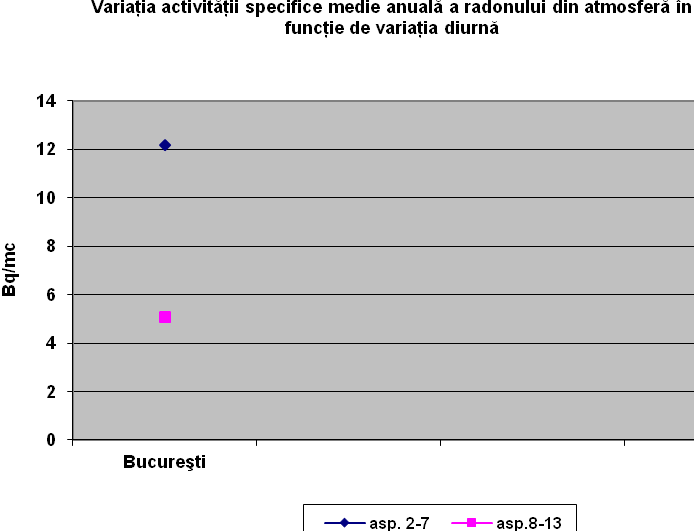 Variația activității specifice medie anuală a radonului din atmosferă în
funcție de variația diurnă
14
12
10
8
6
4
2
0
Bq/mc
Bucureşti
asp. 2-7
asp.8-13